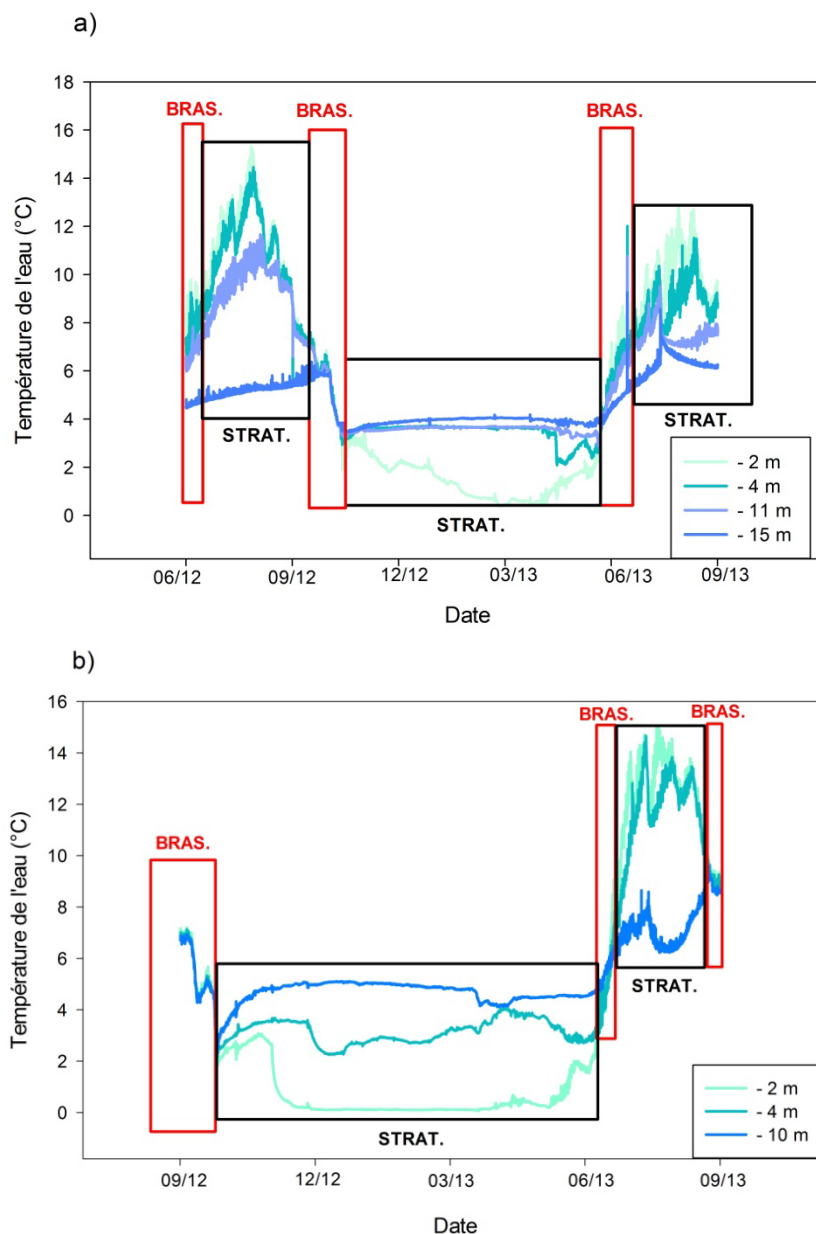 a)
18
16
14
12
10
8
6
4
2
0
Température de l'eau (°C)
BRAS.
BRAS.
BRAS.
STRAT.
STRAT.
STRAT.
- 2 m
- 4 m
- 11 m
- 15 m
06/12
09/12
12/12
03/13
06/13
09/13
Date
b)
16
14
12
10
8
6
4
2
0
Température de l'eau (°C)
BRAS.
BRAS.
BRAS.
STRAT.
STRAT.
- 2 m
- 4 m
- 10 m
09/12
12/12
03/13
06/13
09/13
Date